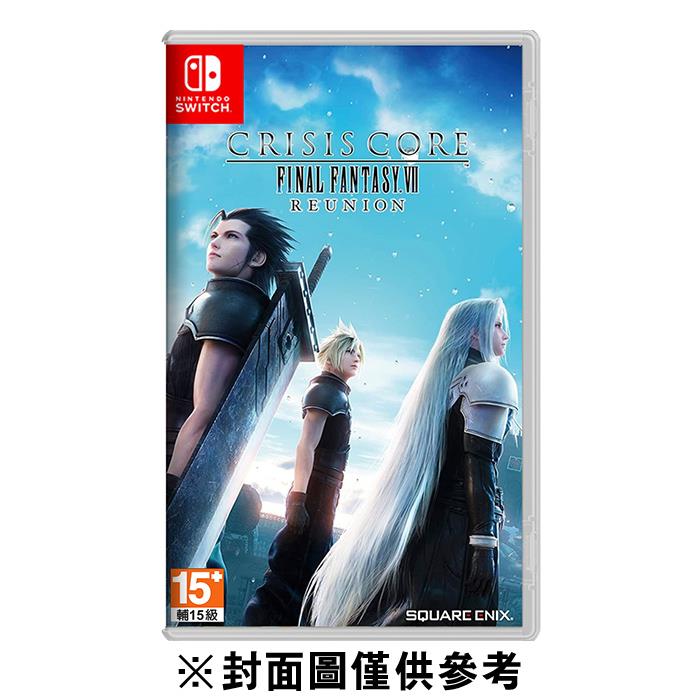 NINTENDO
SWITCH
CRISIS CORE
FINAL FANTASY VII
REUNION
15+
輔15級
SQUARE ENIX
※封面圖僅供參考